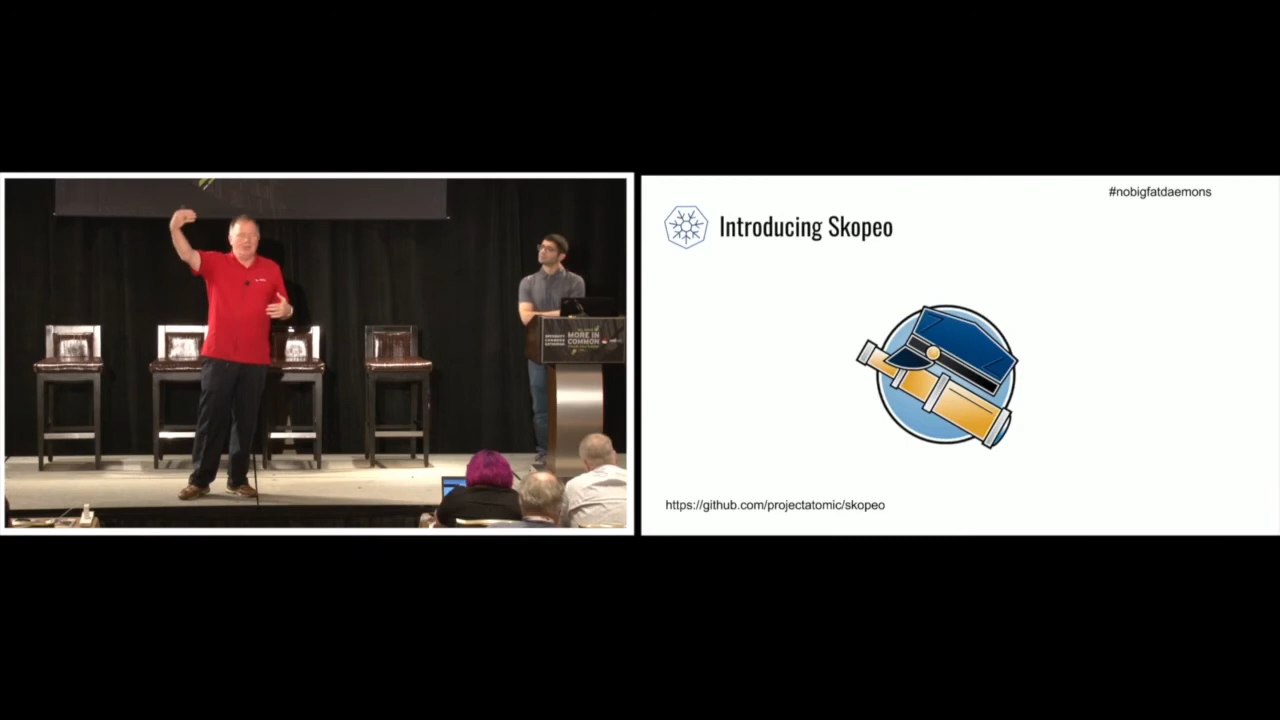 MORE IN
COMMON
#nobigfatdaemons
Introducing Skopeo
https://github.com/projectatomic/skopeo